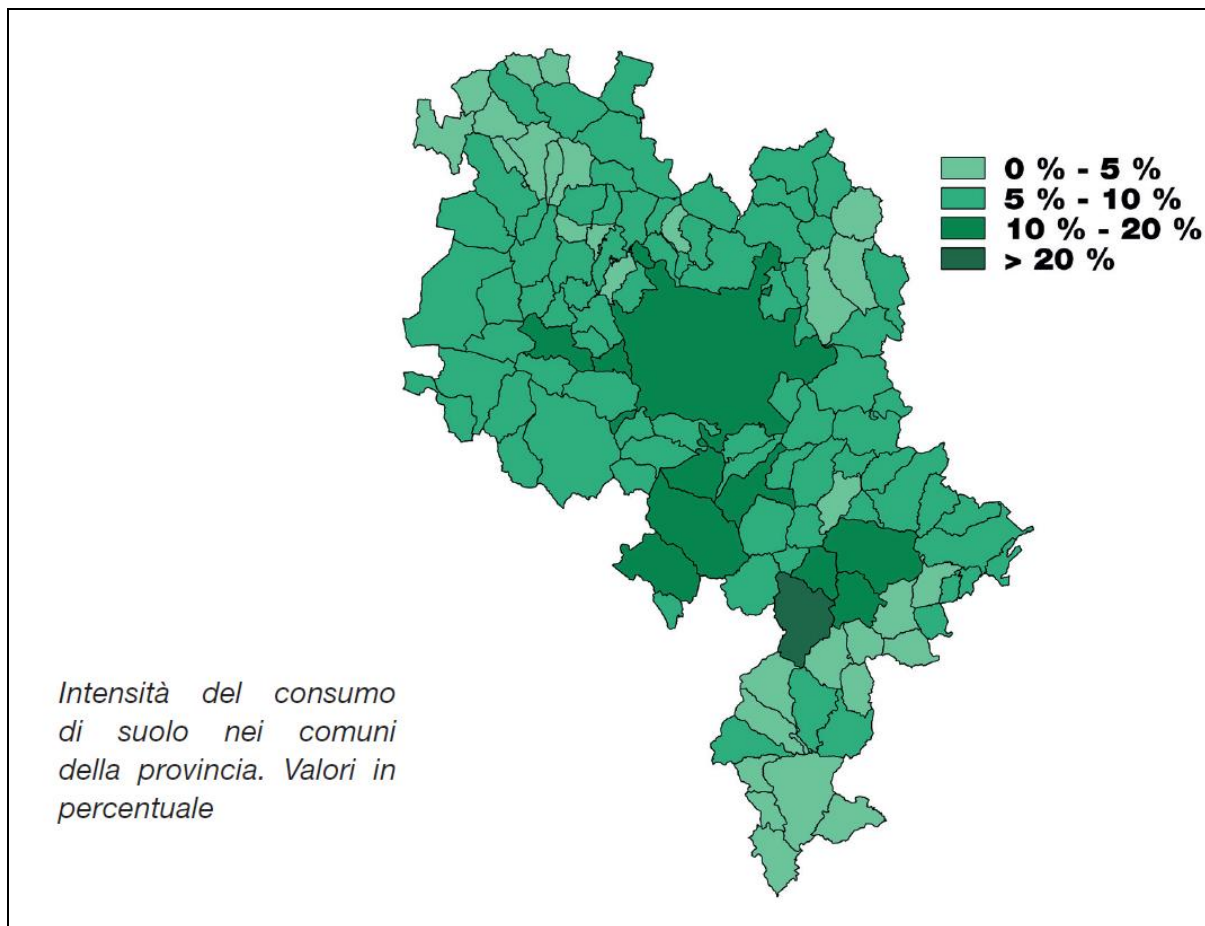 0 % - 5 %
5 % - 10 %
10 % - 20 %
> 20 %
Intensità del consumo
di suolo nei comuni
della provincia. Valori in
percentuale